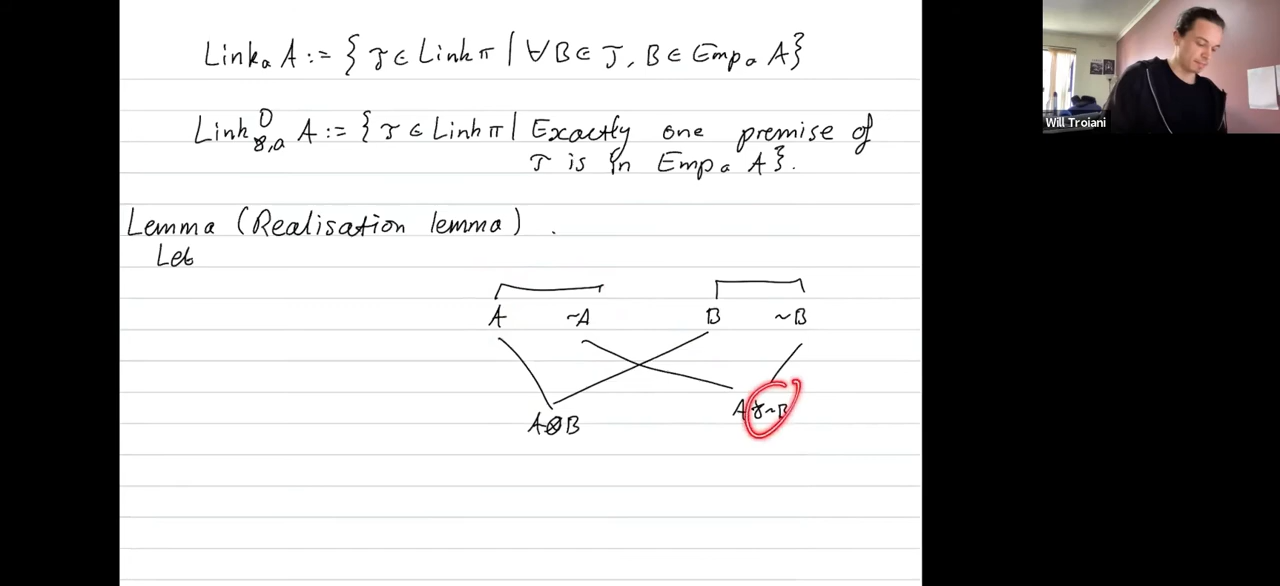 Link_a A := { τ ∈ Link π | ∀B ∈ τ, B ∈ Emp_a A}
Link^0_{⅋,a} A := { τ ∈ Link π | Exactly one premise of
τ is in Emp_a A}.
Lemma (Realisation lemma) .
Let
A ~A B ~B
A⊗B A⅋~B
Will Troiani